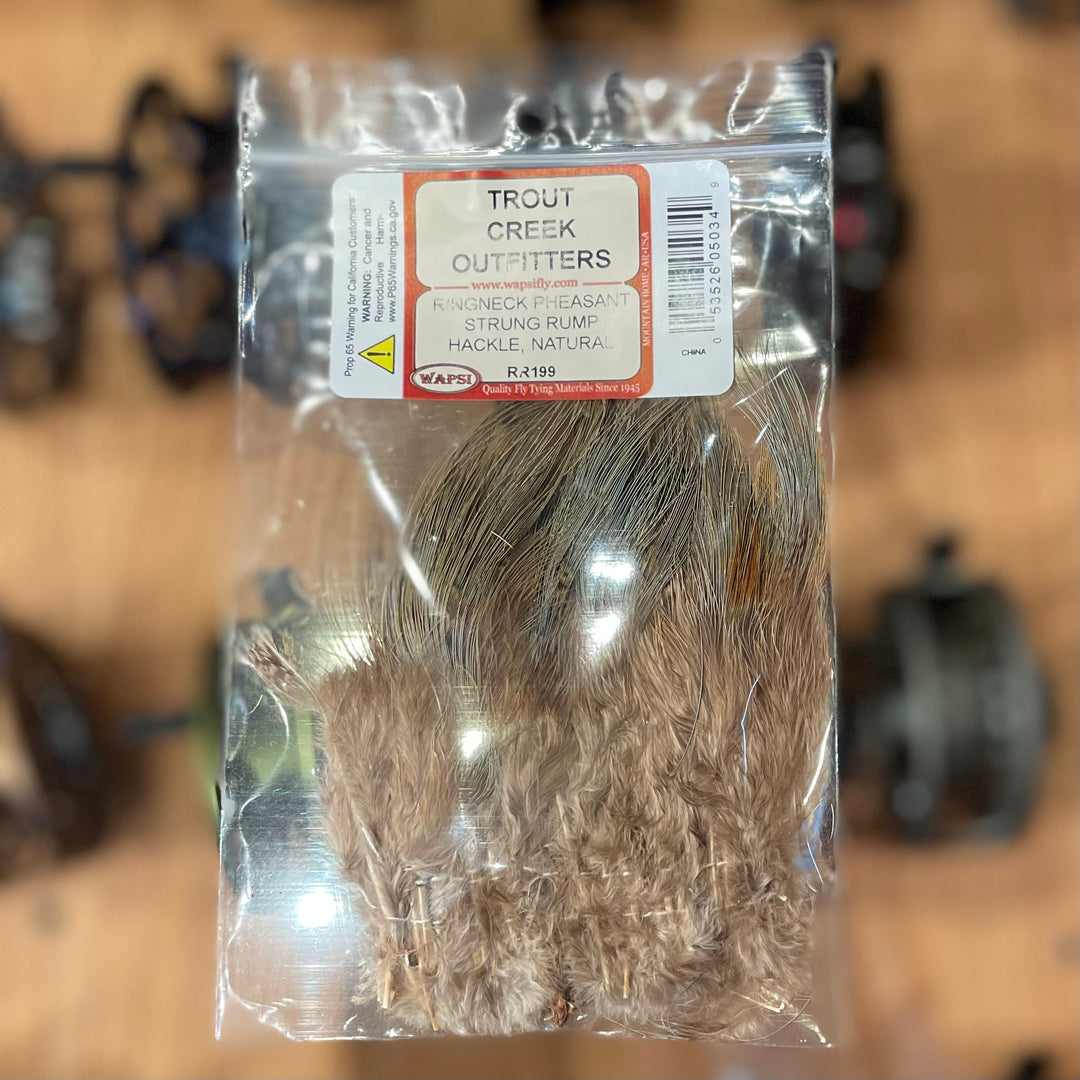 Prop 65 Warning for California Customers
WARNING: Cancer and
Reproductive Harm-
www.P65Warnings.ca.gov
TROUT
CREEK
OUTFITTERS
www.wapsifly.com
RINGNECK PHEASANT
STRUNG RUMP
HACKLE, NATURAL
RR199
WAPSI
Quality Fly Tying Materials Since 1945
MOUNTAIN HOME • AR • USA
0 53526 05034 9
CHINA